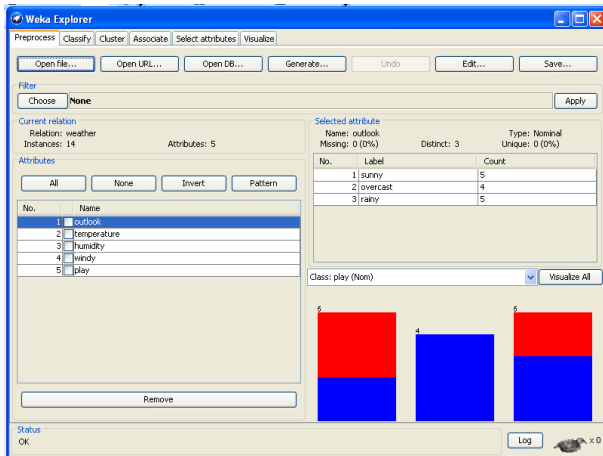 Weka Explorer
Preprocess Classify Cluster Associate Select attributes Visualize
Open file... Open URL... Open DB... Generate... Undo Edit... Save...
Filter
Choose None Apply
Current relation
Relation: weather
Instances: 14 Attributes: 5
Selected attribute
Name: outlook Type: Nominal
Missing: 0 (0%) Distinct: 3 Unique: 0 (0%)
Attributes
All None Invert Pattern
No. Name
1 outlook
2 temperature
3 humidity
4 windy
5 play
Remove
No. Label Count
1 sunny 5
2 overcast 4
3 rainy 5
Class: play (Nom) Visualize All
5 4 5
Status
OK
Log x 0